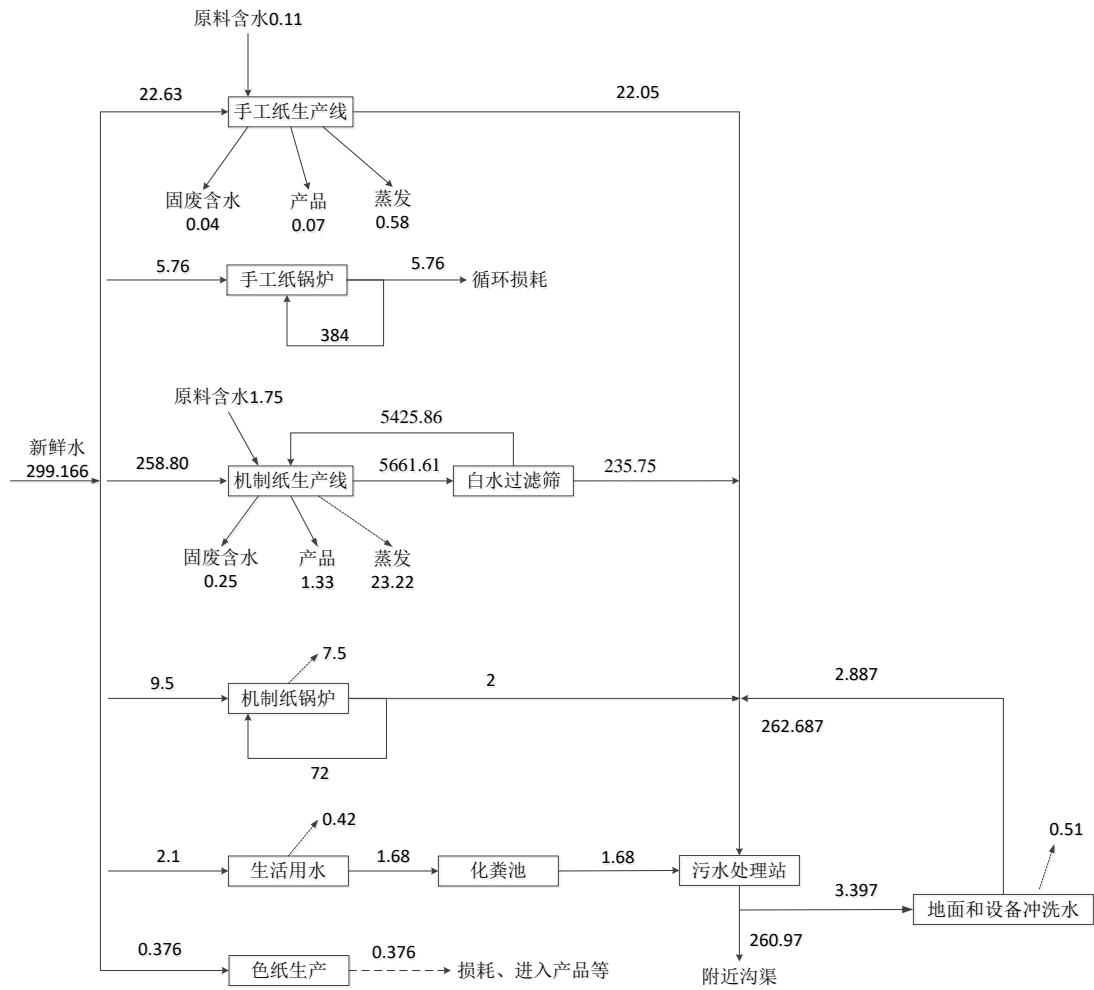 原料含水0.11
22.63
手工纸生产线
22.05
固废含水
0.04
产品
0.07
蒸发
0.58
5.76
手工纸锅炉
5.76
循环损耗
384
原料含水1.75
5425.86
新鲜水
299.166
258.80
机制纸生产线
5661.61
白水过滤筛
235.75
固废含水
0.25
产品
1.33
蒸发
23.22
7.5
9.5
机制纸锅炉
2
2.887
72
262.687
0.42
2.1
生活用水
1.68
化粪池
1.68
污水处理站
0.51
3.397
地面和设备冲洗水
0.376
色纸生产
0.376
损耗、进入产品等
260.97
附近沟渠